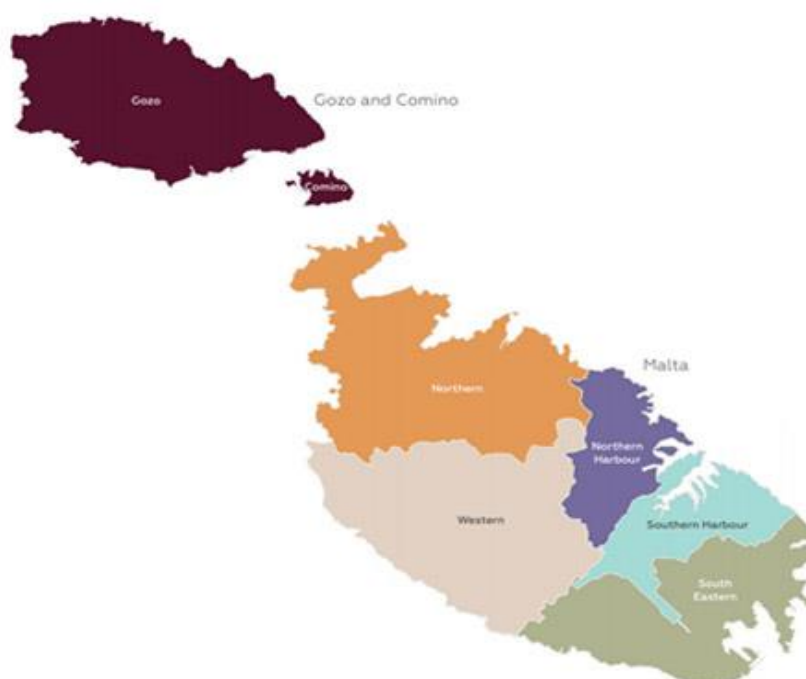 Gozo
Gozo and Comino
Comino
Malta
Northern
Northern
Harbour
Western
Southern Harbour
South
Eastern